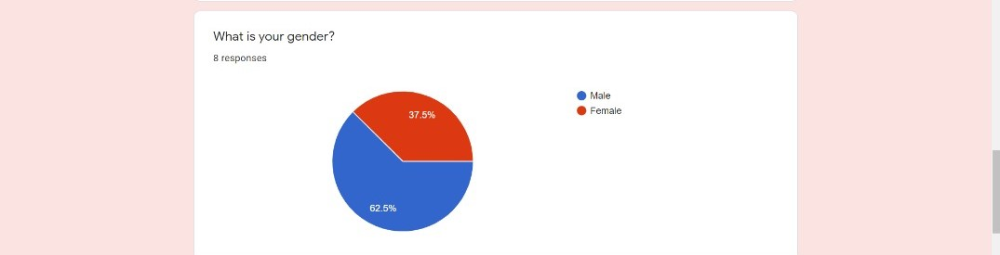 What is your gender?
8 responses
Male
Female
37.5%
62.5%